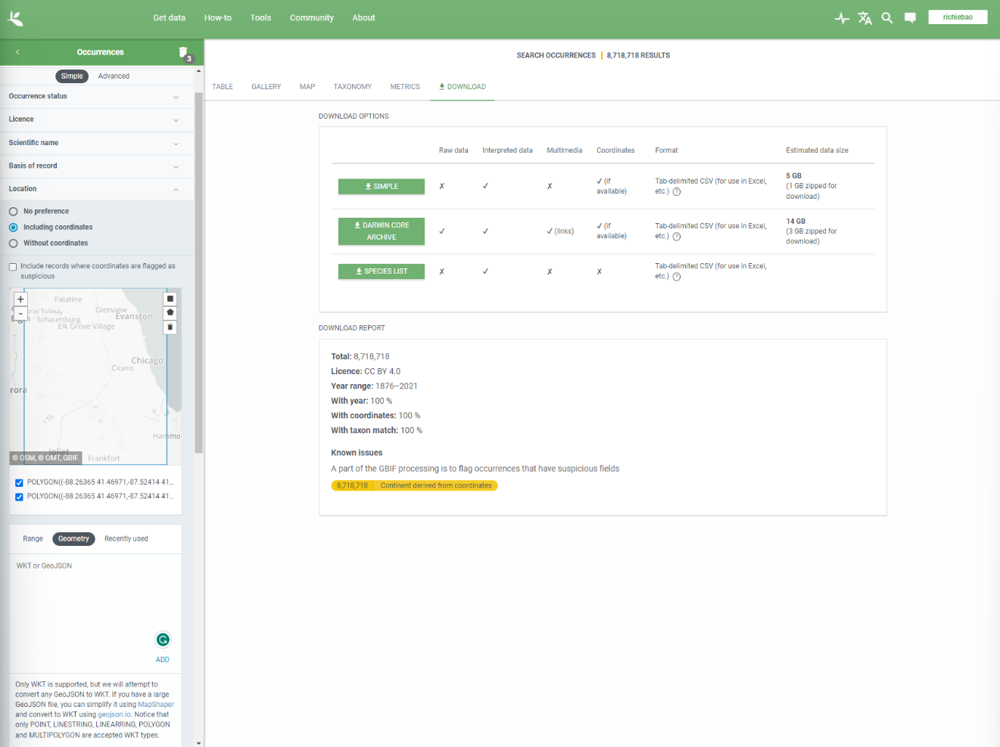 Get data How-to Tools Community About richiebao
Occurrences 3
Simple Advanced
Occurrence status
Licence
Scientific name
Basis of record
Location
No preference
Including coordinates
Without coordinates
Include records where coordinates are flagged as
suspicious
+
-
Palatine
Glenview
Evanston
Schaumburg
Elk Grove Village
Chicago
Cicero
I 55
Hammo
Joliet
Frankfort
© OSM, © OMT, GBIF.
POLYGON((-88.26365 41.46971,-87.52414 41...
POLYGON((-88.26365 41.46971,-87.52414 41...
Range Geometry Recently used
WKT or GeoJSON
ADD
Only WKT is supported, but we will attempt to
convert any GeoJSON to WKT. If you have a large
GeoJSON file, you can simplify it using MapShaper
and convert to WKT using geojson.io. Notice that
only POINT, LINESTRING, LINEARRING, POLYGON
and MULTIPOLYGON are accepted WKT types.
SEARCH OCCURRENCES | 8,718,718 RESULTS
TABLE GALLERY MAP TAXONOMY METRICS DOWNLOAD
DOWNLOAD OPTIONS
Raw data Interpreted data Multimedia Coordinates Format Estimated data size
SIMPLE ✗ ✓ ✗ ✓ (if available) Tab-delimited CSV (for use in Excel, etc.) ? 5 GB (1 GB zipped for download)
DARWIN CORE ARCHIVE ✓ ✓ ✓ (links) ✓ (if available) Tab-delimited CSV (for use in Excel, etc.) ? 14 GB (3 GB zipped for download)
SPECIES LIST ✗ ✓ ✗ ✗ Tab-delimited CSV (for use in Excel, etc.) ?
DOWNLOAD REPORT
Total: 8,718,718
Licence: CC BY 4.0
Year range: 1876–2021
With year: 100 %
With coordinates: 100 %
With taxon match: 100 %
Known issues
A part of the GBIF processing is to flag occurrences that have suspicious fields
8,718,718 Continent derived from coordinates